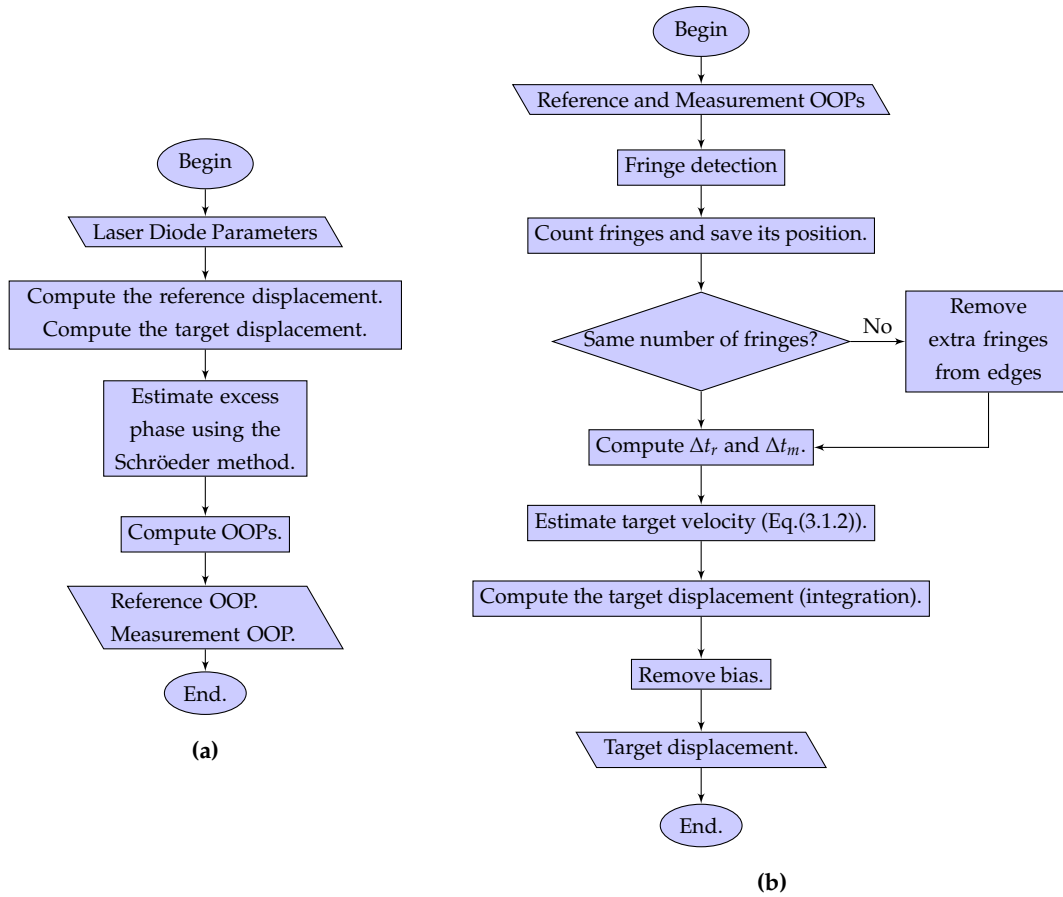 Begin
Laser Diode Parameters
Compute the reference displacement.
Compute the target displacement.
Estimate excess
phase using the
Schröeder method.
Compute OOPs.
Reference OOP.
Measurement OOP.
End.
(a)
Begin
Reference and Measurement OOPs
Fringe detection
Count fringes and save its position.
Same number of fringes?
No
Remove
extra fringes
from edges
Compute Δt_r and Δt_m.
Estimate target velocity (Eq.(3.1.2)).
Compute the target displacement (integration).
Remove bias.
Target displacement.
End.
(b)